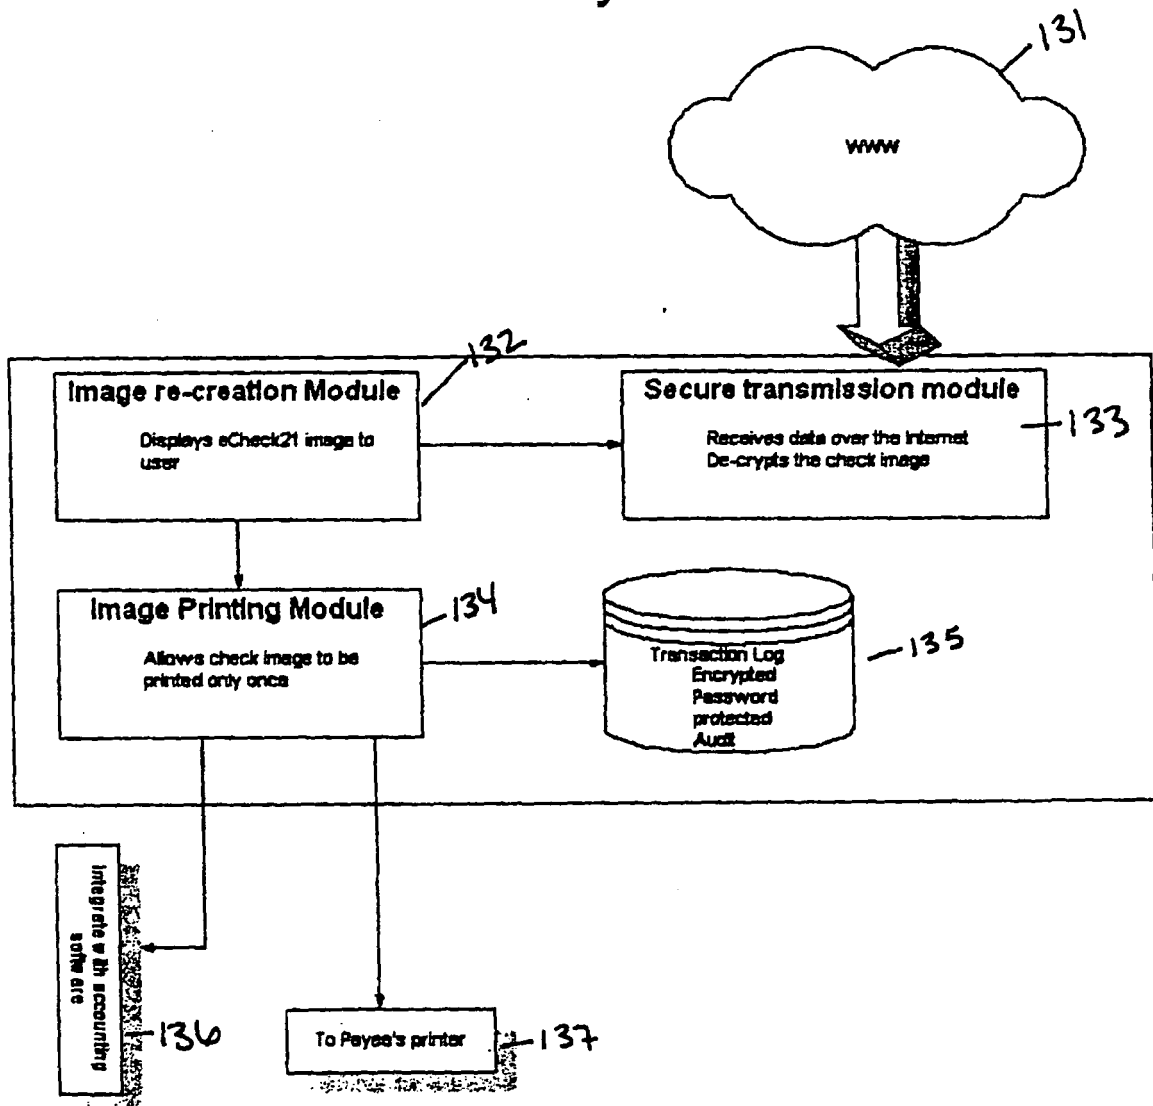 131
www
132
Image re-creation Module
Displays eCheck21 image to
user
Secure transmission module
Receives data over the Internet
De-crypts the check image
133
Image Printing Module
Allows check image to be
printed only once
134
Transaction Log
Encrypted
Password
protected
Audit
135
Integrate with accounting
software
136
To Payee's printer
137